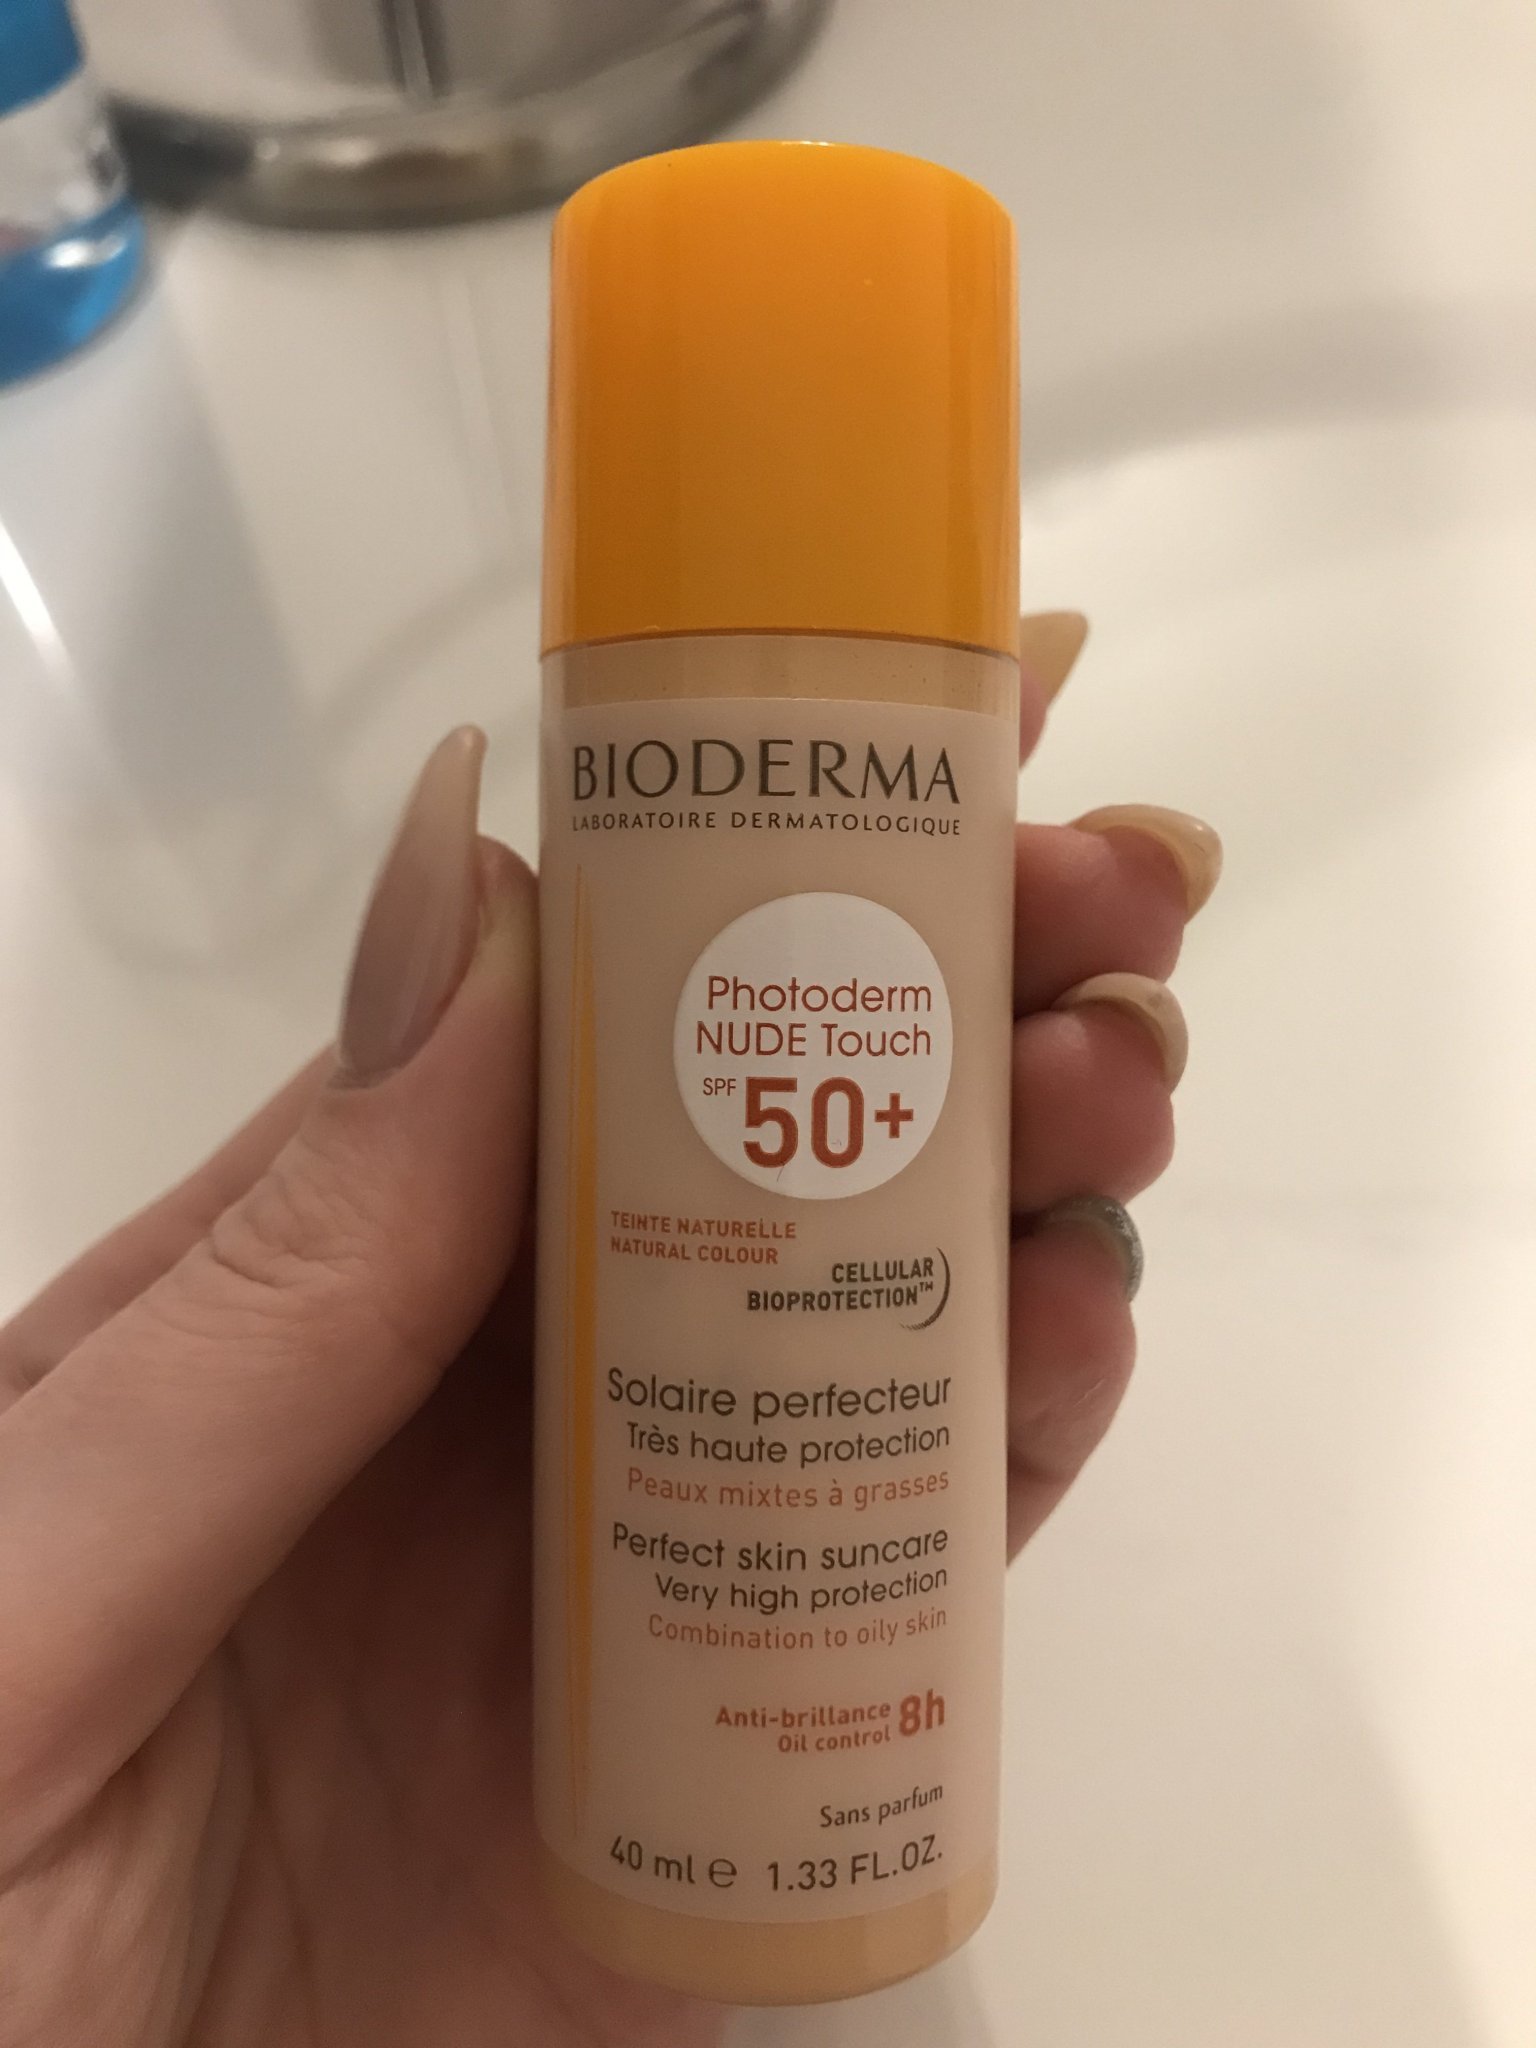 BIODERMA
LABORATOIRE DERMATOLOGIQUE
Photoderm
NUDE Touch
SPF 50+
TEINTE NATURELLE
NATURAL COLOUR
CELLULAR
BIOPROTECTION™
Solaire perfecteur
Très haute protection
Peaux mixtes à grasses
Perfect skin suncare
Very high protection
Combination to oily skin
Anti-brillance 8h
Oil control
Sans parfum
40 ml ℮ 1.33 FL.OZ.